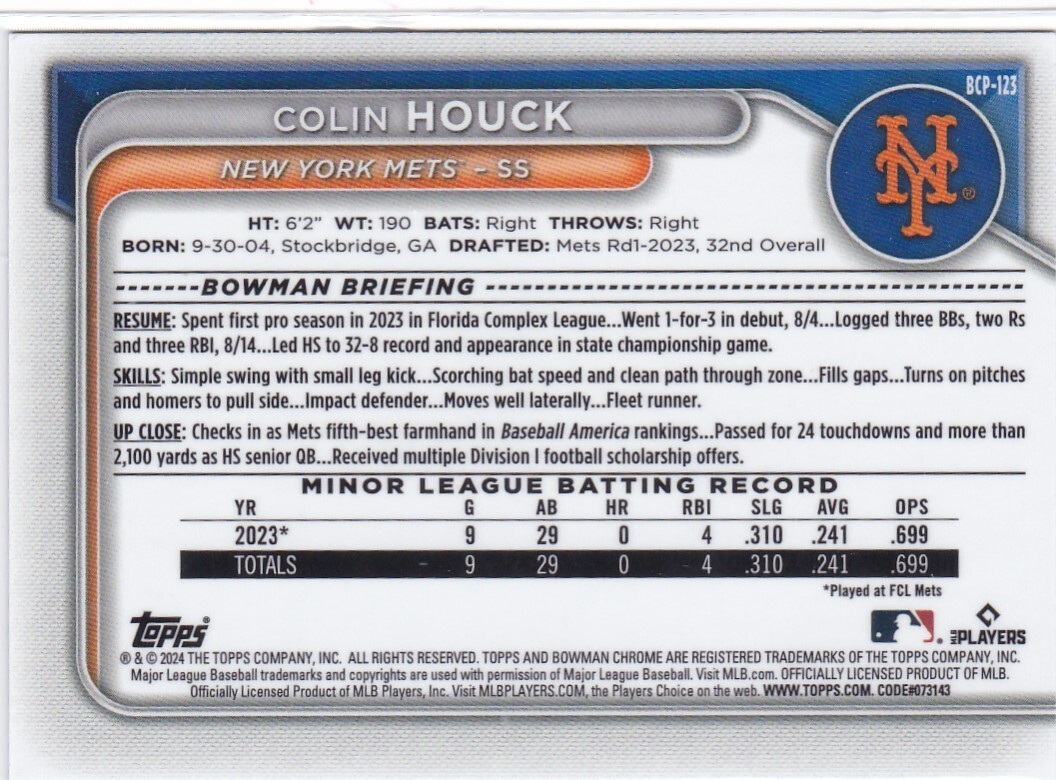 BCP-123
COLIN HOUCK
NEW YORK METS™ – SS
NY ®
HT: 6'2" WT: 190 BATS: Right THROWS: Right
BORN: 9-30-04, Stockbridge, GA DRAFTED: Mets Rd1-2023, 32nd Overall
BOWMAN BRIEFING
RESUME: Spent first pro season in 2023 in Florida Complex League...Went 1-for-3 in debut, 8/4...Logged three BBs, two Rs
and three RBI, 8/14...Led HS to 32-8 record and appearance in state championship game.
SKILLS: Simple swing with small leg kick...Scorching bat speed and clean path through zone...Fills gaps...Turns on pitches
and homers to pull side...Impact defender...Moves well laterally...Fleet runner.
UP CLOSE: Checks in as Mets fifth-best farmhand in Baseball America rankings...Passed for 24 touchdowns and more than
2,100 yards as HS senior QB...Received multiple Division I football scholarship offers.
MINOR LEAGUE BATTING RECORD
YR G AB HR RBI SLG AVG OPS
2023* 9 29 0 4 .310 .241 .699
TOTALS 9 29 0 4 .310 .241 .699
*Played at FCL Mets
Topps®
MLB PLAYERS
® & © 2024 THE TOPPS COMPANY, INC. ALL RIGHTS RESERVED. TOPPS AND BOWMAN CHROME ARE REGISTERED TRADEMARKS OF THE TOPPS COMPANY, INC.
Major League Baseball trademarks and copyrights are used with permission of Major League Baseball. Visit MLB.com. OFFICIALLY LICENSED PRODUCT OF MLB.
Officially Licensed Product of MLB Players, Inc. Visit MLBPLAYERS.COM, the Players Choice on the web. WWW.TOPPS.COM. CODE#073143